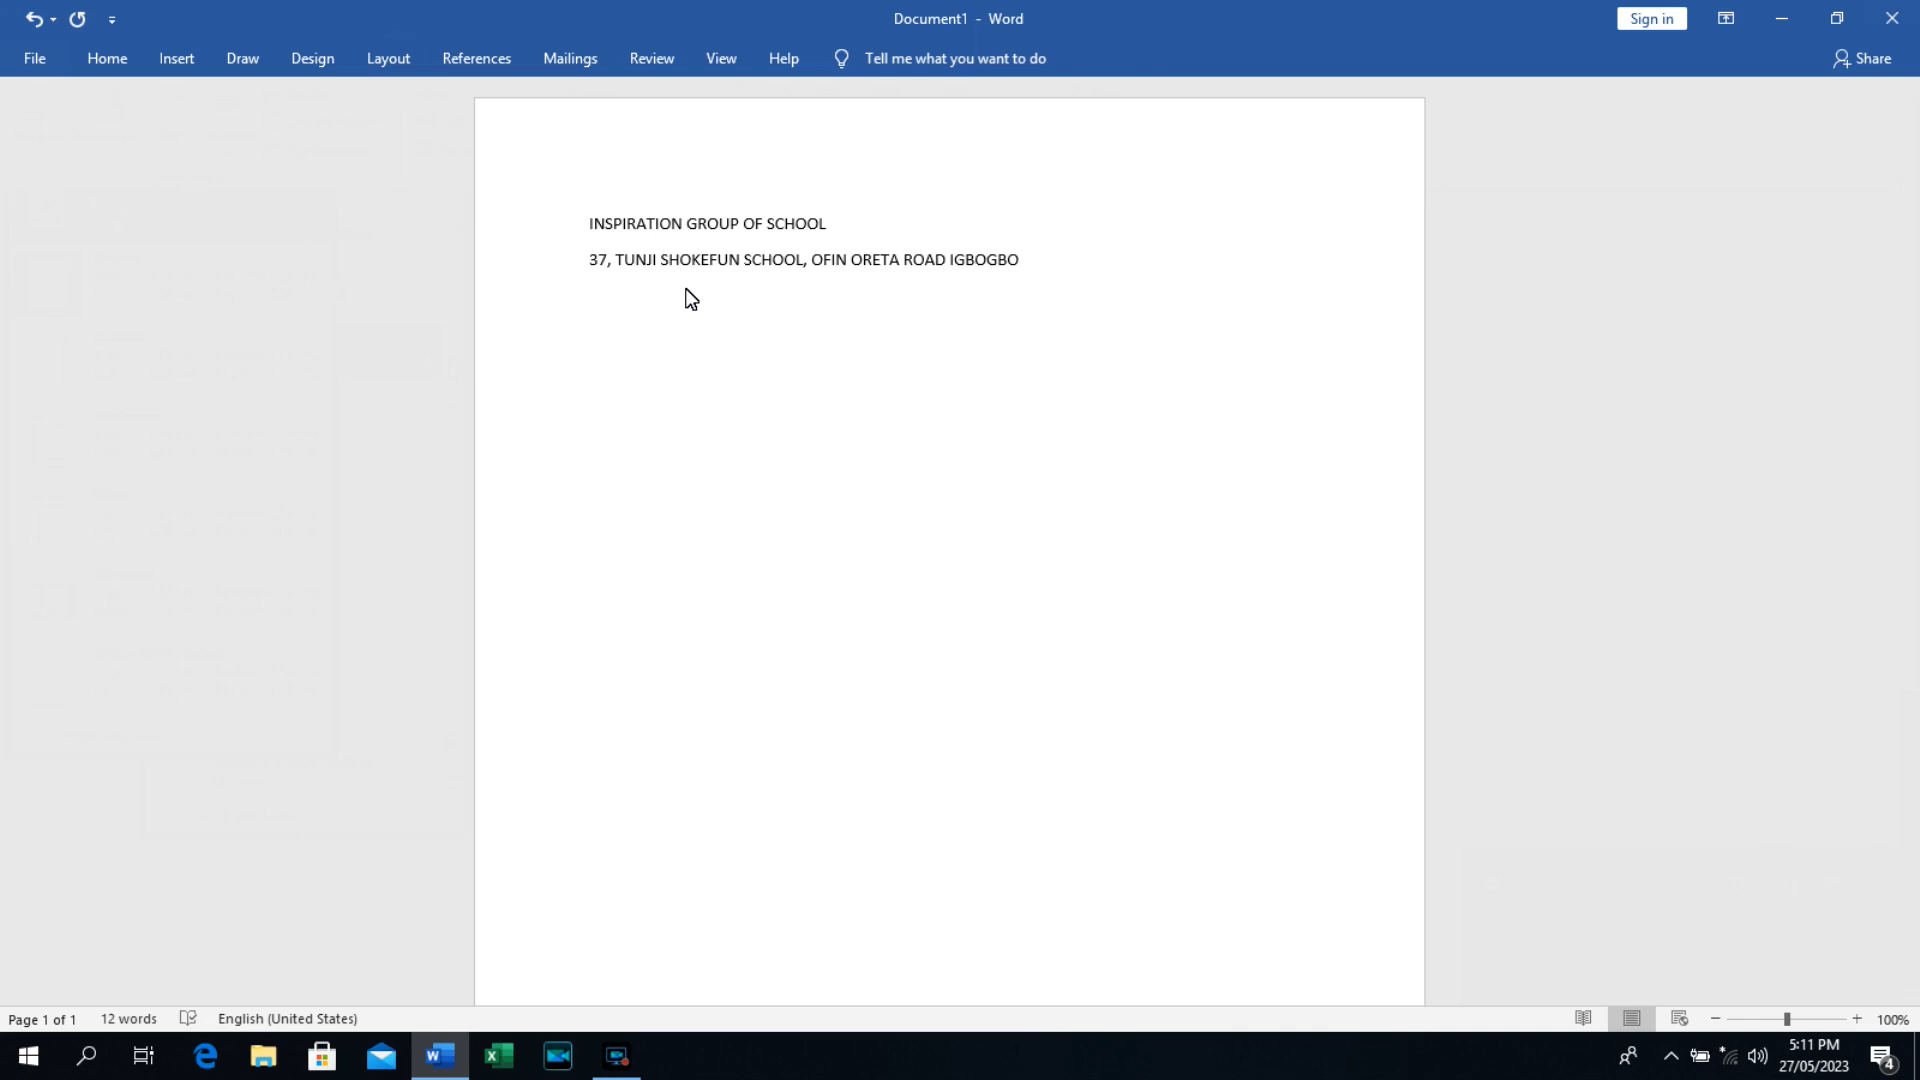 Document1 - Word
Sign in
File Home Insert Draw Design Layout References Mailings Review View Help Tell me what you want to do Share
INSPIRATION GROUP OF SCHOOL
37, TUNJI SHOKEFUN SCHOOL, OFIN ORETA ROAD IGBOGBO
Page 1 of 1 12 words English (United States) 100%
5:11 PM
27/05/2023
4